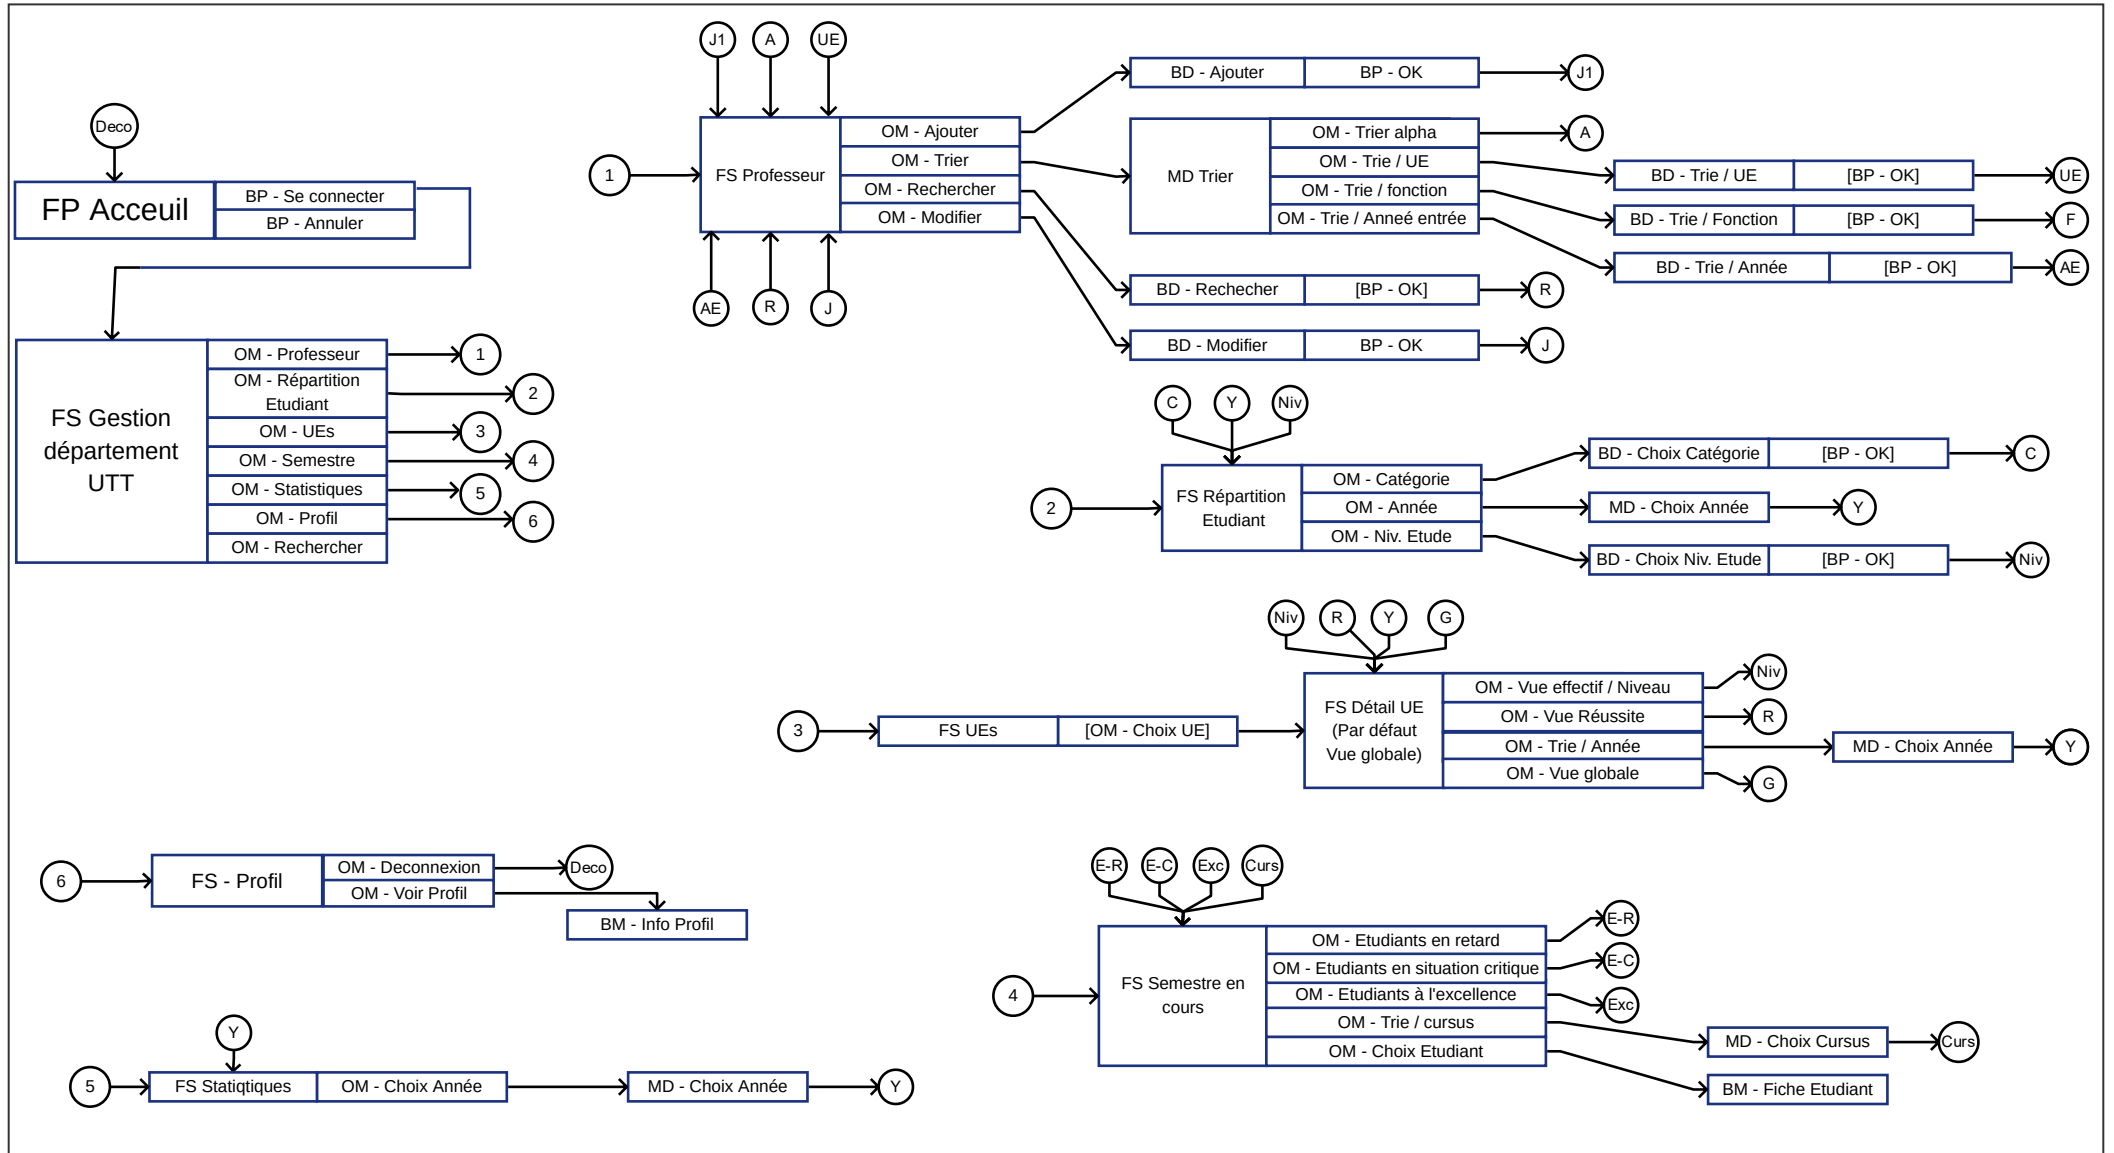 Deco
FP Acceuil
BP - Se connecter
BP - Annuler
FS Gestion
département
UTT
OM - Professeur
OM - Répartition
Etudiant
OM - UEs
OM - Semestre
OM - Statistiques
OM - Profil
OM - Rechercher
1
2
3
4
5
6
J1
A
UE
1
FS Professeur
OM - Ajouter
OM - Trier
OM - Rechercher
OM - Modifier
AE
R
J
BD - Ajouter
BP - OK
J1
MD Trier
OM - Trier alpha
OM - Trie / UE
OM - Trie / fonction
OM - Trie / Anneé entrée
A
BD - Trie / UE
[BP - OK]
UE
BD - Trie / Fonction
[BP - OK]
F
BD - Trie / Année
[BP - OK]
AE
BD - Rechecher
[BP - OK]
R
BD - Modifier
BP - OK
J
C
Y
Niv
2
FS Répartition
Etudiant
OM - Catégorie
OM - Année
OM - Niv. Etude
BD - Choix Catégorie
[BP - OK]
C
MD - Choix Année
Y
BD - Choix Niv. Etude
[BP - OK]
Niv
Niv
R
Y
G
3
FS UEs
[OM - Choix UE]
FS Détail UE
(Par défaut
Vue globale)
OM - Vue effectif / Niveau
OM - Vue Réussite
OM - Trie / Année
OM - Vue globale
Niv
R
MD - Choix Année
Y
G
6
FS - Profil
OM - Deconnexion
OM - Voir Profil
Deco
BM - Info Profil
E-R
E-C
Exc
Curs
4
FS Semestre en
cours
OM - Etudiants en retard
OM - Etudiants en situation critique
OM - Etudiants à l'excellence
OM - Trie / cursus
OM - Choix Etudiant
E-R
E-C
Exc
MD - Choix Cursus
Curs
BM - Fiche Etudiant
Y
5
FS Statiqtiques
OM - Choix Année
MD - Choix Année
Y